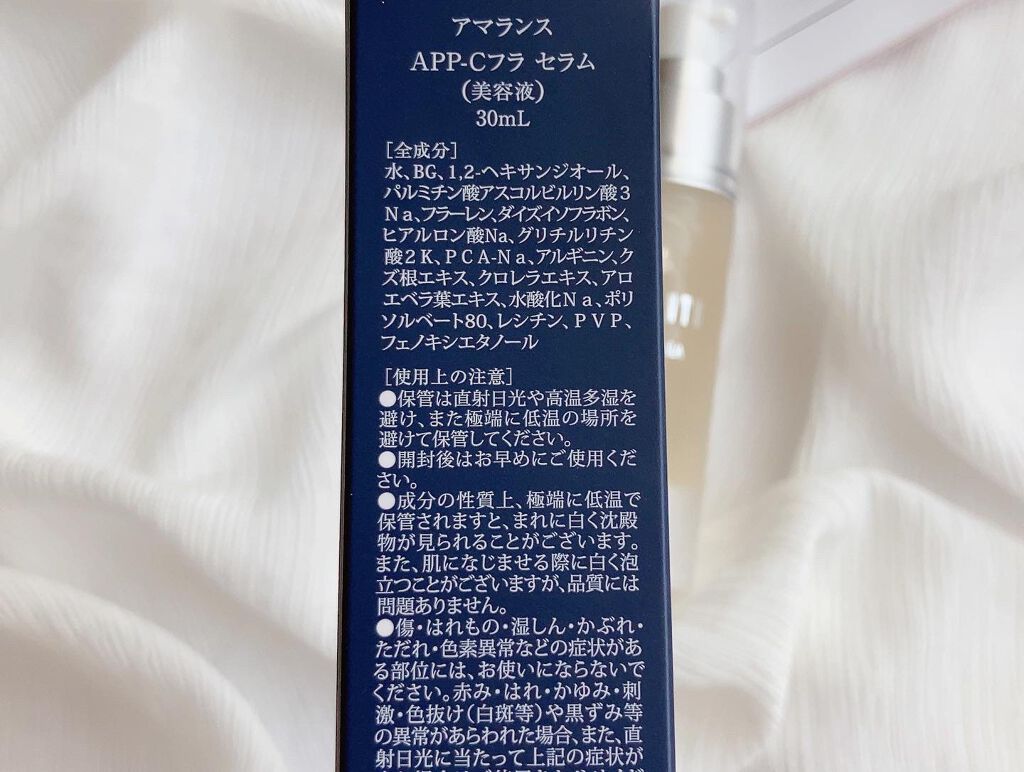 アマランス
APP-Cフラ セラム
(美容液)
30mL
[全成分]
水、BG、1,2-ヘキサンジオール、
パルミチン酸アスコルビルリン酸3
Na、フラーレン、ダイズイソフラボン、
ヒアルロン酸Na、グリチルリチン
酸2K、PCA-Na、アルギニン、ク
ズ根エキス、クロレラエキス、アロ
エベラ葉エキス、水酸化Na、ポリ
ソルベート80、レシチン、PVP、
フェノキシエタノール
[使用上の注意]
●保管は直射日光や高温多湿を
避け、また極端に低温の場所を
避けて保管してください。
●開封後はお早めにご使用くだ
さい。
●成分の性質上、極端に低温で
保管されますと、まれに白く沈殿
物が見られることがございます。
また、肌になじませる際に白く泡
立つことがございますが、品質には
問題ありません。
●傷・はれもの・湿しん・かぶれ・
ただれ・色素異常などの症状があ
る部位には、お使いにならないで
ください。赤み・はれ・かゆみ・刺
激・色抜け(白斑等)や黒ずみ等
の異常があらわれた場合、また、直
射日光に当たって上記の症状が